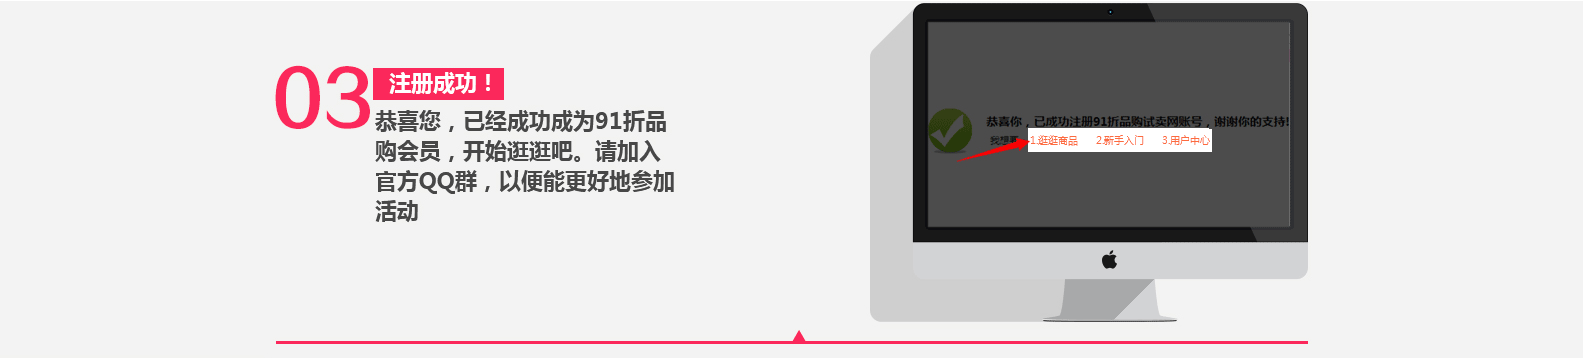 03
注册成功！
恭喜您，已经成功成为91折品
购会员，开始逛逛吧。请加入
官方QQ群，以便能更好地参加
活动
恭喜你，已成功注册91折品购试卖网账号，谢谢你的支持!
我想要 1.逛逛商品 2.新手入门 3.用户中心